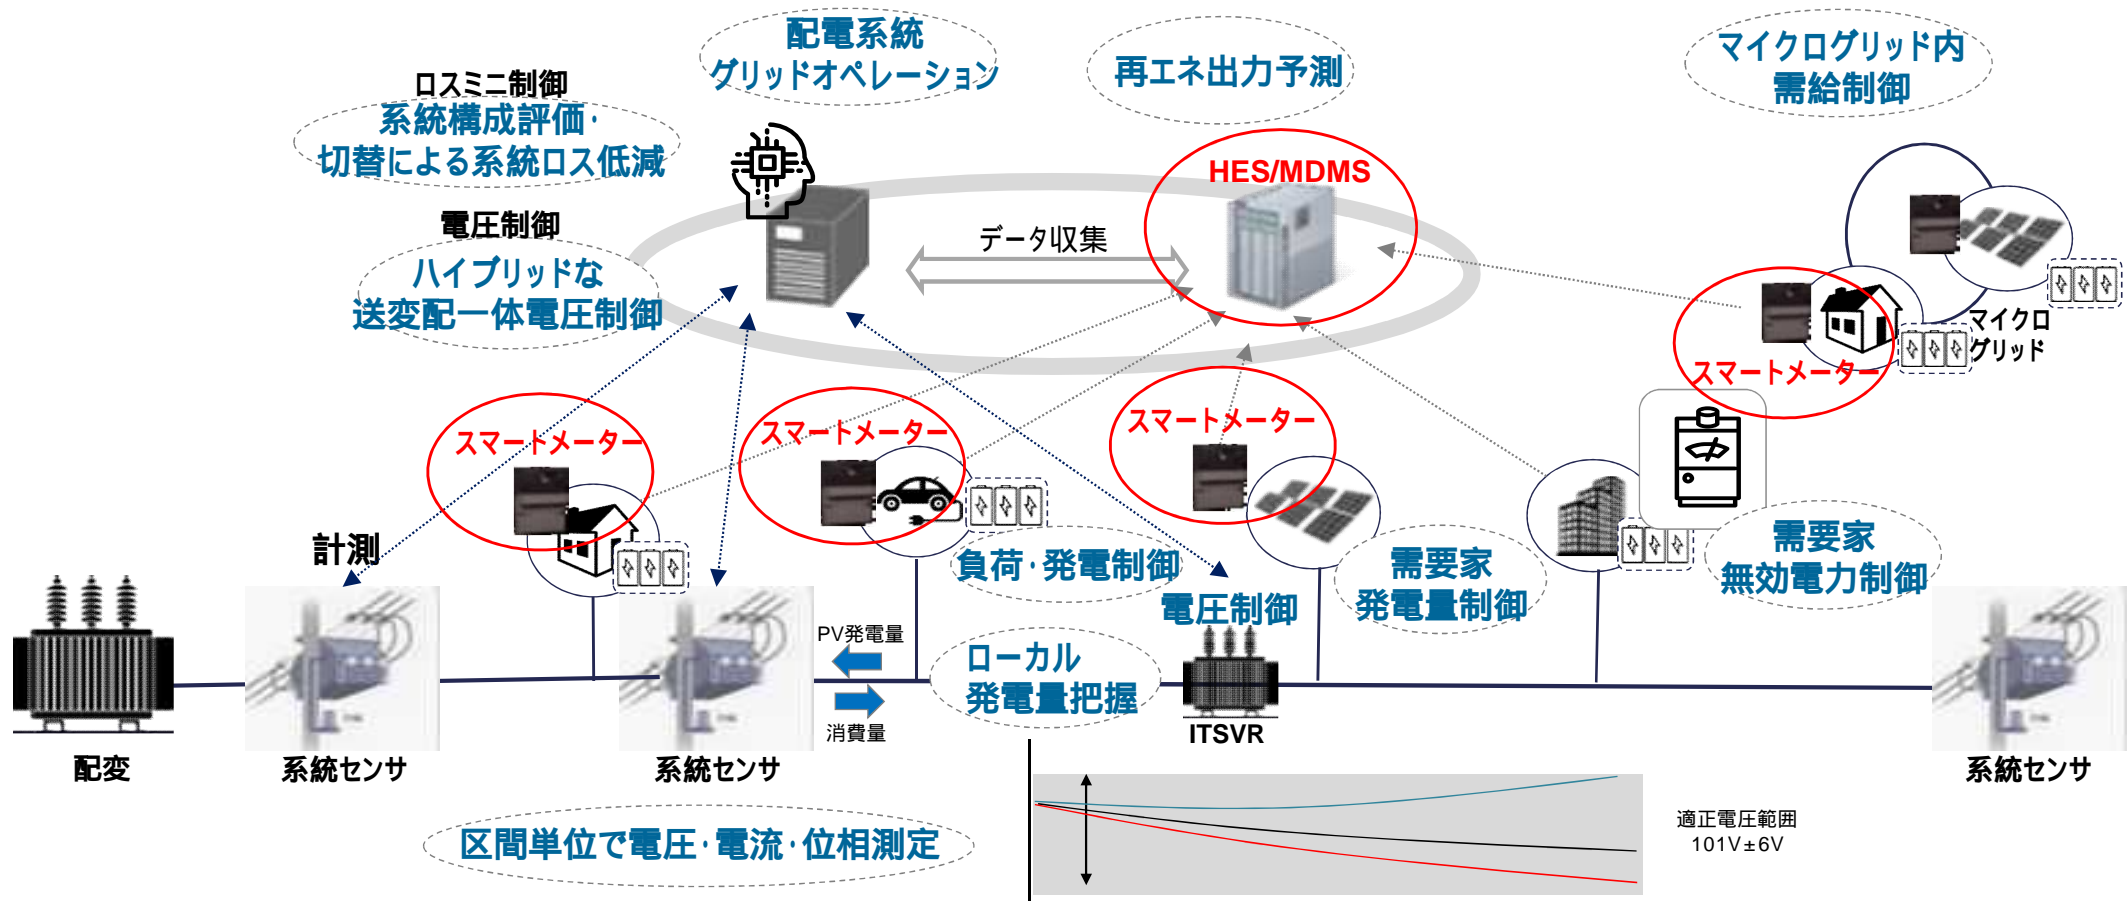 配電系統
グリッドオペレーション
再エネ出力予測
マイクログリッド内
需給制御
ロスミニ制御
系統構成評価・
切替による系統ロス低減
HES/MDMS
電圧制御
ハイブリッドな
送変配一体電圧制御
データ収集
マイクロ
グリッド
スマートメーター
スマートメーター
スマートメーター
スマートメーター
計測
負荷・発電制御
電圧制御
需要家
発電量制御
需要家
無効電力制御
PV発電量
消費量
ローカル
発電量把握
ITSVR
配変
系統センサ
系統センサ
系統センサ
区間単位で電圧・電流・位相測定
適正電圧範囲
101V±6V